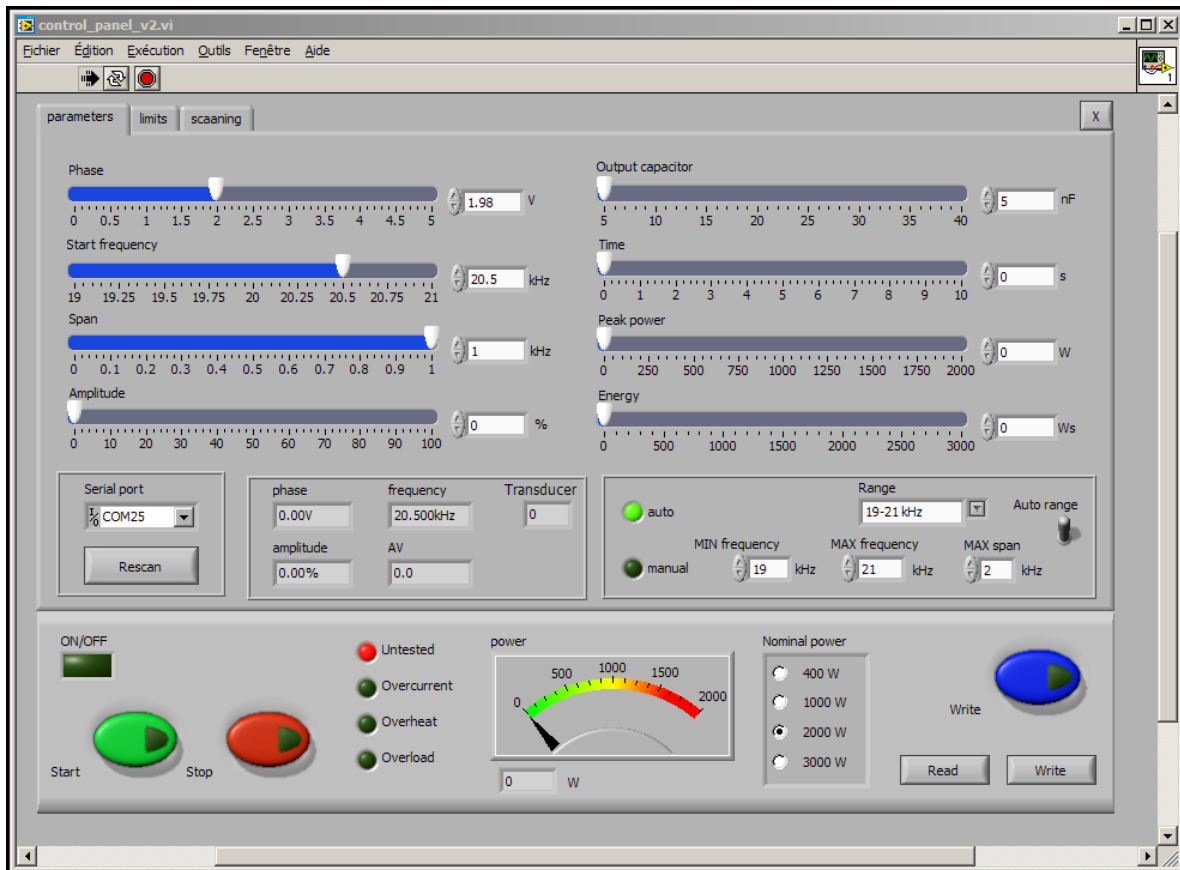 control_panel_v2.vi
Fichier Édition Exécution Outils Fenêtre Aide
1
parameters limits scaaning X
Phase
1.98 V
0 0.5 1 1.5 2 2.5 3 3.5 4 4.5 5
Start frequency
20.5 kHz
19 19.25 19.5 19.75 20 20.25 20.5 20.75 21
Span
1 kHz
0 0.1 0.2 0.3 0.4 0.5 0.6 0.7 0.8 0.9 1
Amplitude
0 %
0 10 20 30 40 50 60 70 80 90 100
Output capacitor
5 nF
5 10 15 20 25 30 35 40
Time
0 s
0 1 2 3 4 5 6 7 8 9 10
Peak power
0 W
0 250 500 750 1000 1250 1500 1750 2000
Energy
0 Ws
0 500 1000 1500 2000 2500 3000
Serial port
I/O COM25
Rescan
phase frequency Transducer
0.00V 20.500kHz 0
amplitude AV
0.00% 0.0
auto
manual
Range
19-21 kHz
Auto range
MIN frequency MAX frequency MAX span
19 kHz 21 kHz 2 kHz
ON/OFF
Start Stop
Untested
Overcurrent
Overheat
Overload
power
0 500 1000 1500 2000
0 W
Nominal power
400 W
1000 W
2000 W
3000 W
Write
Read Write